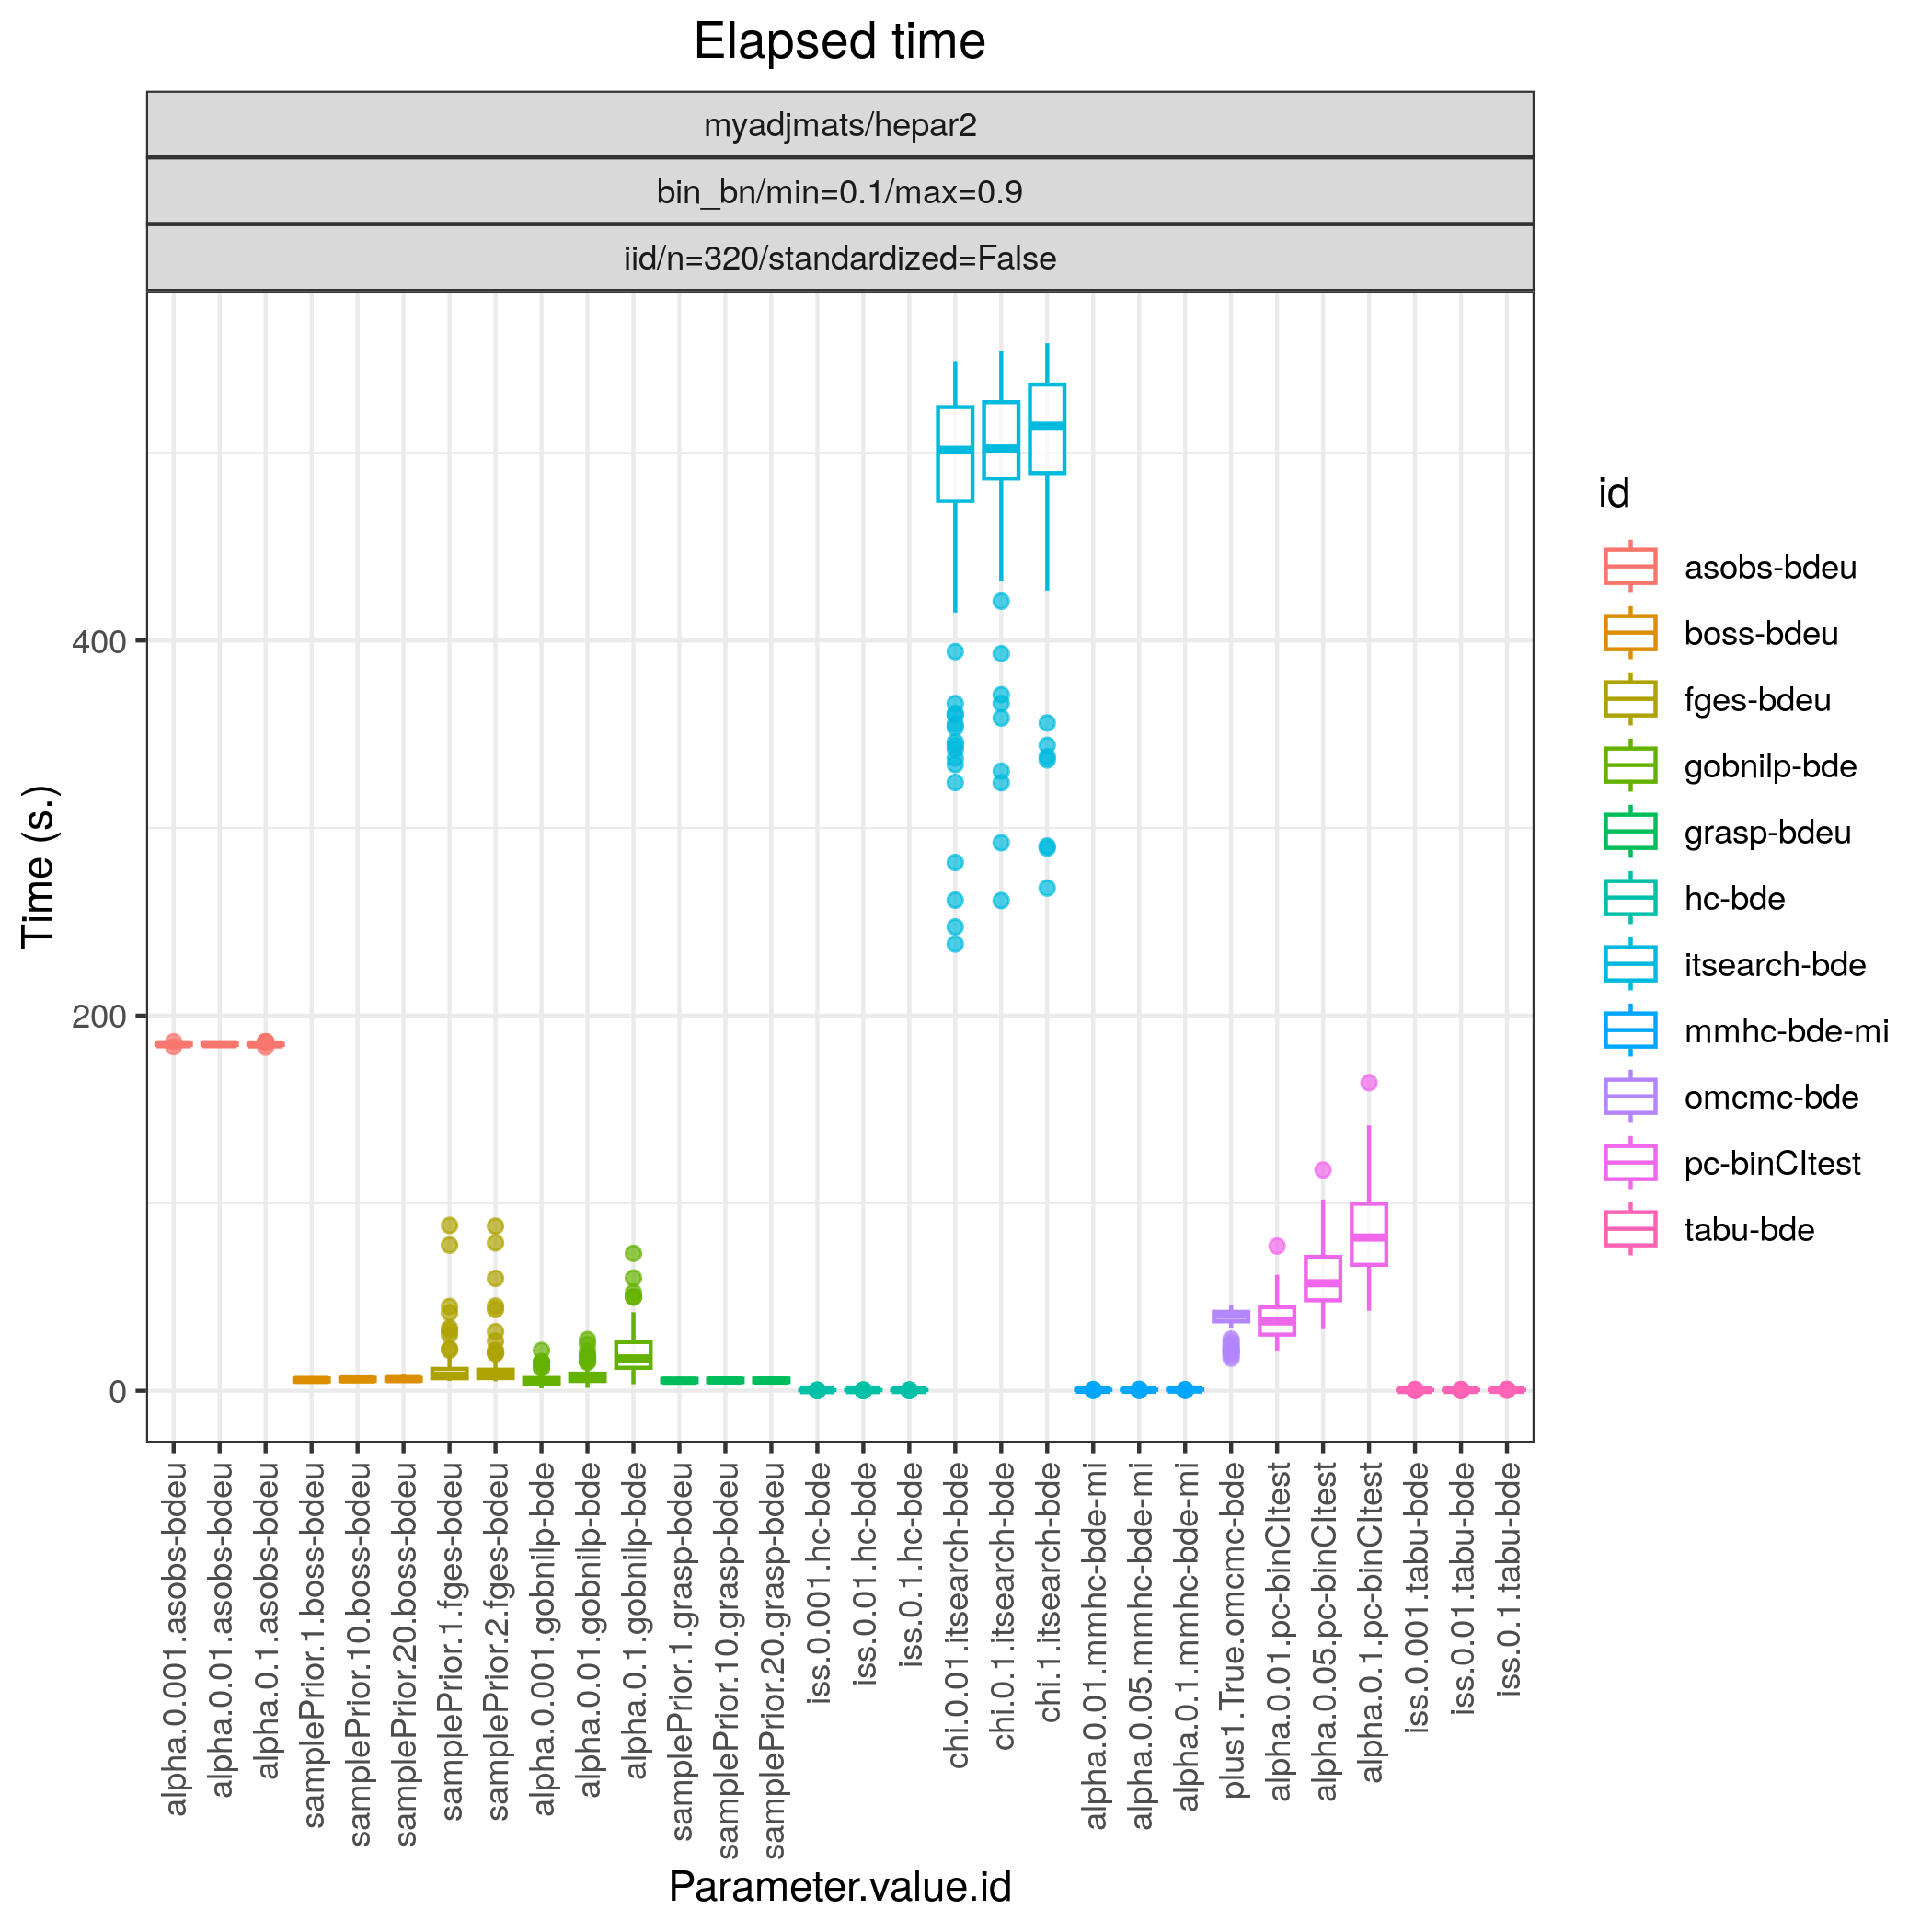 Elapsed time
myadjmats/hepar2
bin_bn/min=0.1/max=0.9
iid/n=320/standardized=False
Time (s.)
400
200
0
alpha.0.001.asobs-bdeu
alpha.0.01.asobs-bdeu
alpha.0.1.asobs-bdeu
samplePrior.1.boss-bdeu
samplePrior.10.boss-bdeu
samplePrior.20.boss-bdeu
samplePrior.1.fges-bdeu
samplePrior.2.fges-bdeu
alpha.0.001.gobnilp-bde
alpha.0.01.gobnilp-bde
alpha.0.1.gobnilp-bde
samplePrior.1.grasp-bdeu
samplePrior.10.grasp-bdeu
samplePrior.20.grasp-bdeu
iss.0.001.hc-bde
iss.0.01.hc-bde
iss.0.1.hc-bde
chi.0.01.itsearch-bde
chi.0.1.itsearch-bde
chi.1.itsearch-bde
alpha.0.01.mmhc-bde-mi
alpha.0.05.mmhc-bde-mi
alpha.0.1.mmhc-bde-mi
plus1.True.omcmc-bde
alpha.0.01.pc-binCItest
alpha.0.05.pc-binCItest
alpha.0.1.pc-binCItest
iss.0.001.tabu-bde
iss.0.01.tabu-bde
iss.0.1.tabu-bde
Parameter.value.id
id
asobs-bdeu
boss-bdeu
fges-bdeu
gobnilp-bde
grasp-bdeu
hc-bde
itsearch-bde
mmhc-bde-mi
omcmc-bde
pc-binCItest
tabu-bde